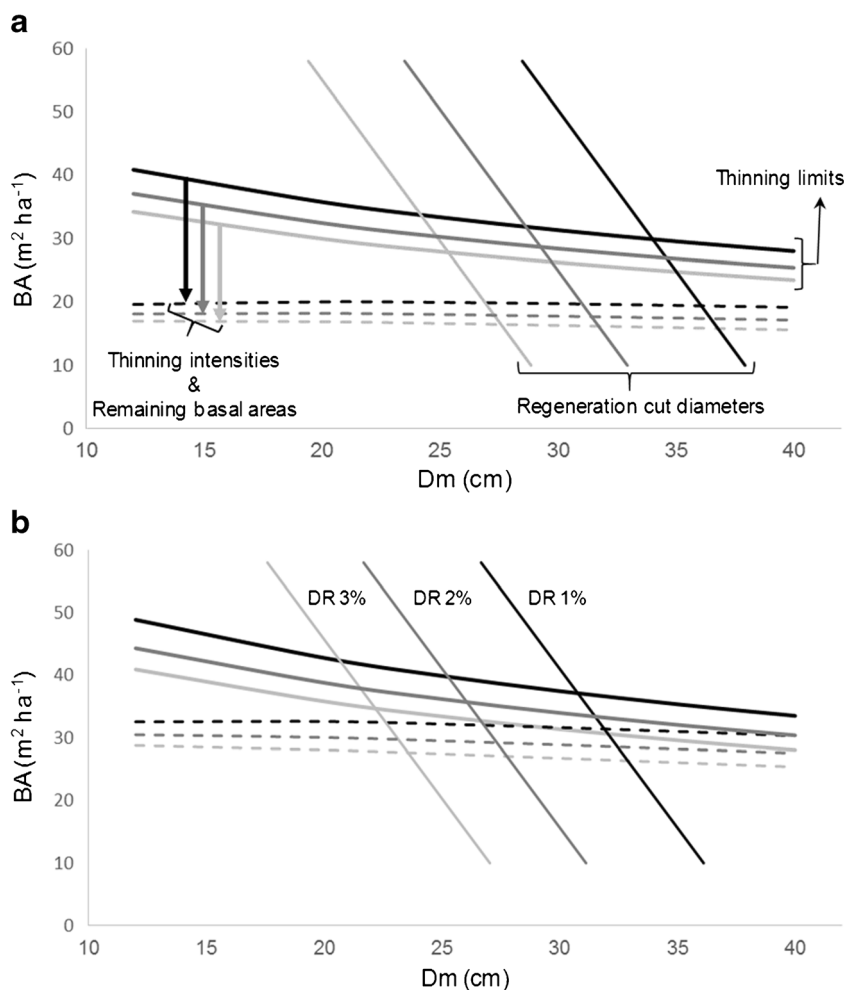 a
60
50
40
30
20
10
0
BA (m² ha⁻¹)
Thinning limits
Thinning intensities
&
Remaining basal areas
Regeneration cut diameters
10 15 20 25 30 35 40
Dm (cm)
b
60
50
40
30
20
10
0
BA (m² ha⁻¹)
DR 3% DR 2% DR 1%
10 15 20 25 30 35 40
Dm (cm)